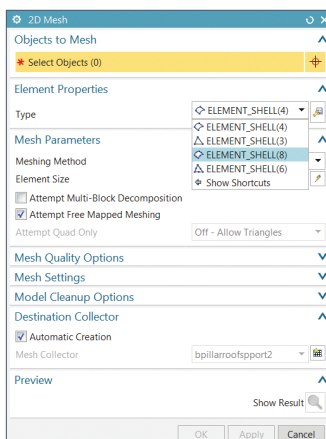 2D Mesh
Objects to Mesh
* Select Objects (0)
Element Properties
Type
ELEMENT_SHELL(4)
ELEMENT_SHELL(4)
ELEMENT_SHELL(3)
ELEMENT_SHELL(8)
ELEMENT_SHELL(6)
Show Shortcuts
Mesh Parameters
Meshing Method
Element Size
Attempt Multi-Block Decomposition
Attempt Free Mapped Meshing
Attempt Quad Only Off - Allow Triangles
Mesh Quality Options
Mesh Settings
Model Cleanup Options
Destination Collector
Automatic Creation
Mesh Collector bpillarroofspport2
Preview
Show Result
OK Apply Cancel